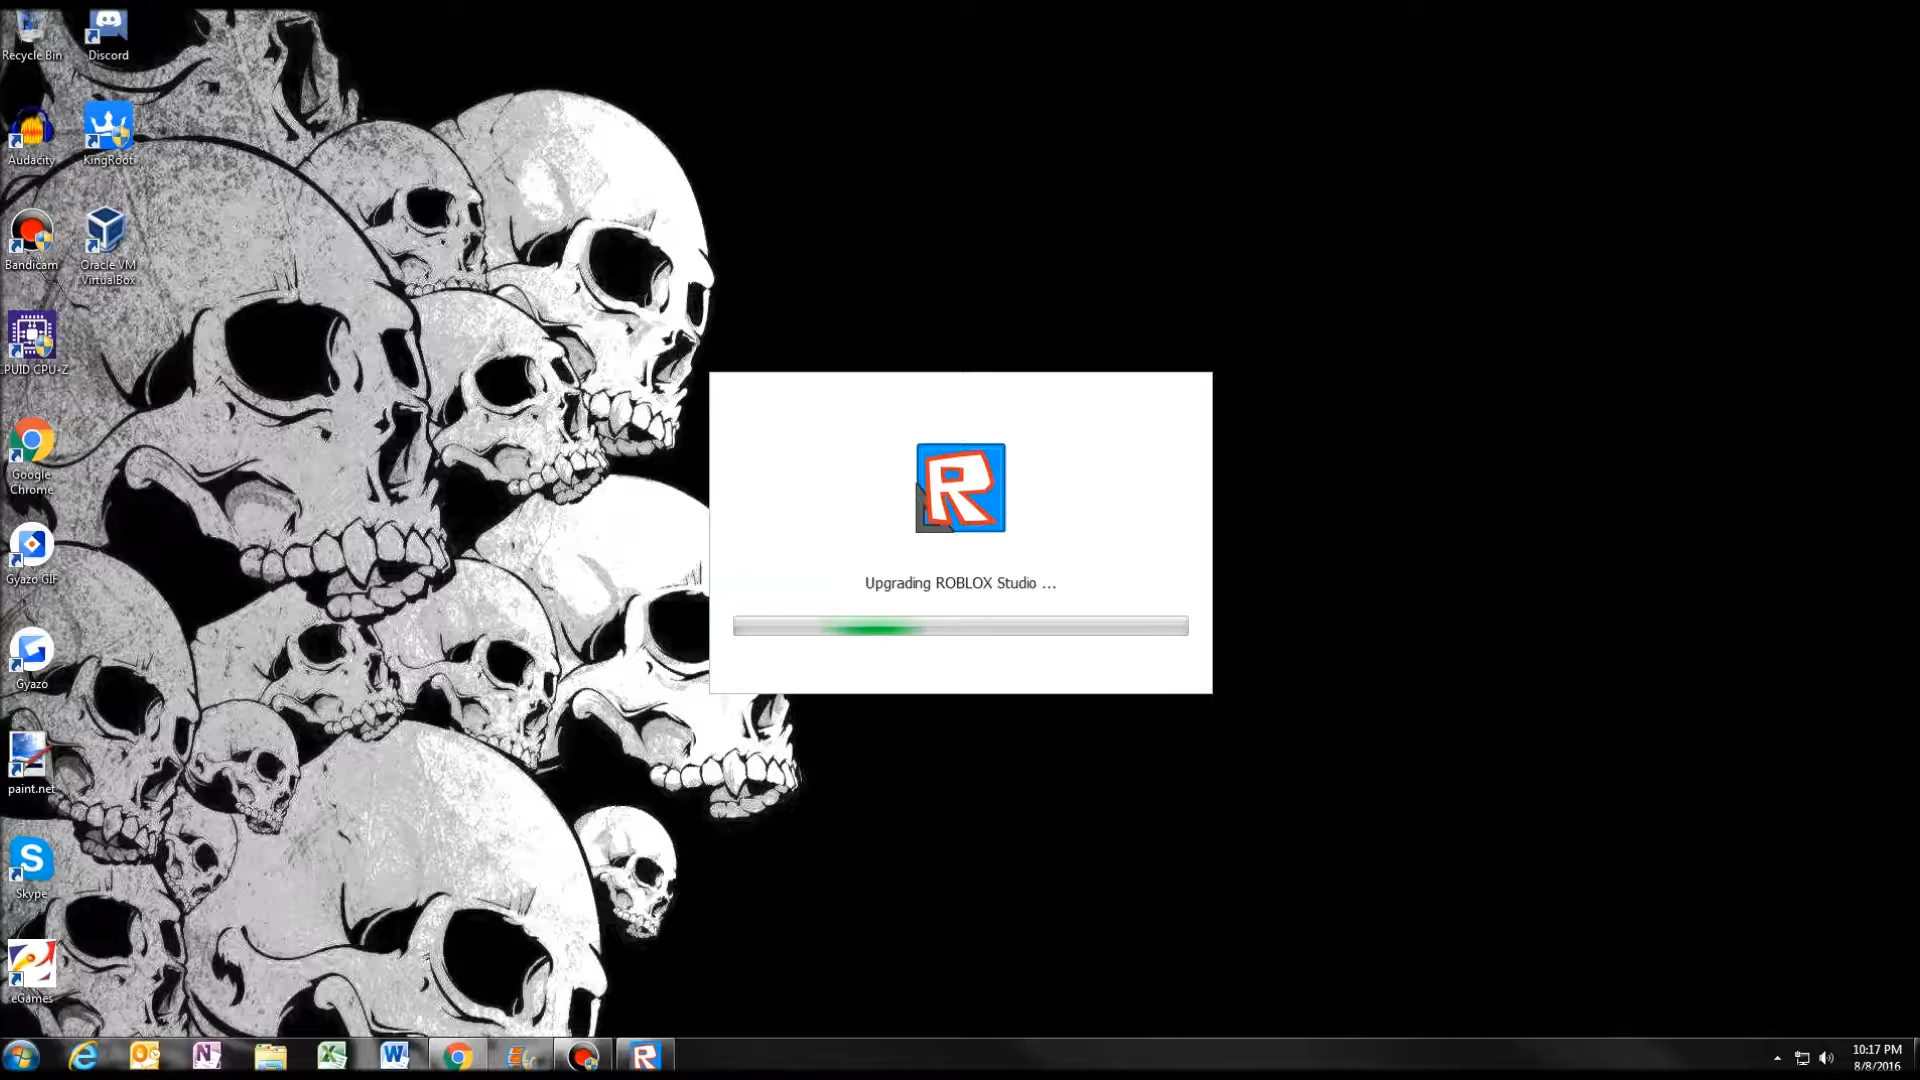 Recycle Bin
Discord
Audacity
KingRoot
Bandicam
Oracle VM
VirtualBox
CPUID CPU-Z
Google
Chrome
Gyazo GIF
Gyazo
paint.net
Skype
eGames
Upgrading ROBLOX Studio ...
10:17 PM
8/8/2016